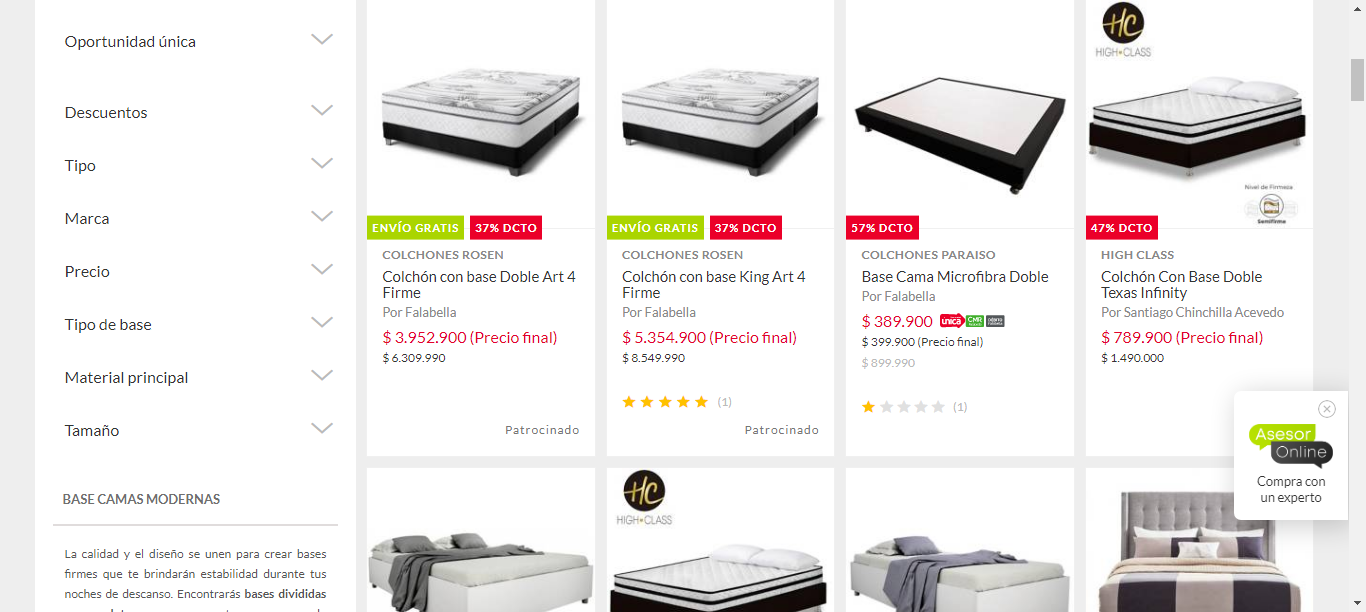 Oportunidad única
Descuentos
Tipo
Marca
Precio
Tipo de base
Material principal
Tamaño
BASE CAMAS MODERNAS
La calidad y el diseño se unen para crear bases
firmes que te brindarán estabilidad durante tus
noches de descanso. Encontrarás bases divididas
ENVÍO GRATIS 37% DCTO
COLCHONES ROSEN
Colchón con base Doble Art 4
Firme
Por Falabella
$ 3.952.900 (Precio final)
$ 6.309.990
Patrocinado
ENVÍO GRATIS 37% DCTO
COLCHONES ROSEN
Colchón con base King Art 4
Firme
Por Falabella
$ 5.354.900 (Precio final)
$ 8.549.990
(1)
Patrocinado
57% DCTO
COLCHONES PARAISO
Base Cama Microfibra Doble
Por Falabella
$ 389.900 única CMR
$ 399.900 (Precio final)
$ 899.990
(1)
HC
HIGH CLASS
Nivel de Firmeza
Semifirme
47% DCTO
HIGH CLASS
Colchón Con Base Doble
Texas Infinity
Por Santiago Chinchilla Acevedo
$ 789.900 (Precio final)
$ 1.490.000
HC
HIGH CLASS
Asesor
Online
Compra con
un experto